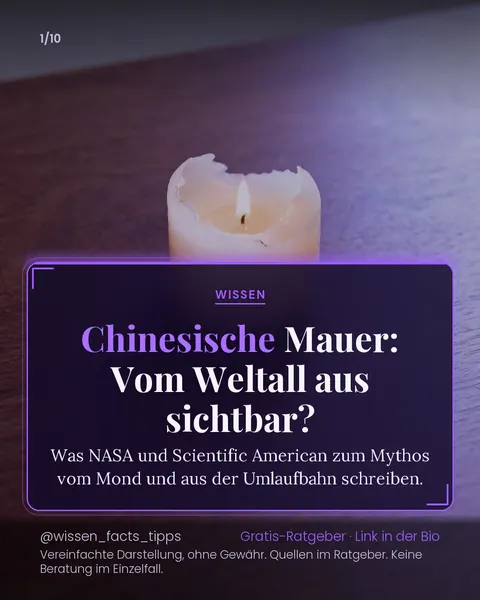 1/10
WISSEN
Chinesische Mauer:
Vom Weltall aus
sichtbar?
Was NASA und Scientific American zum Mythos
vom Mond und aus der Umlaufbahn schreiben.
@wissen_facts_tipps
Gratis-Ratgeber · Link in der Bio
Vereinfachte Darstellung, ohne Gewähr. Quellen im Ratgeber. Keine
Beratung im Einzelfall.